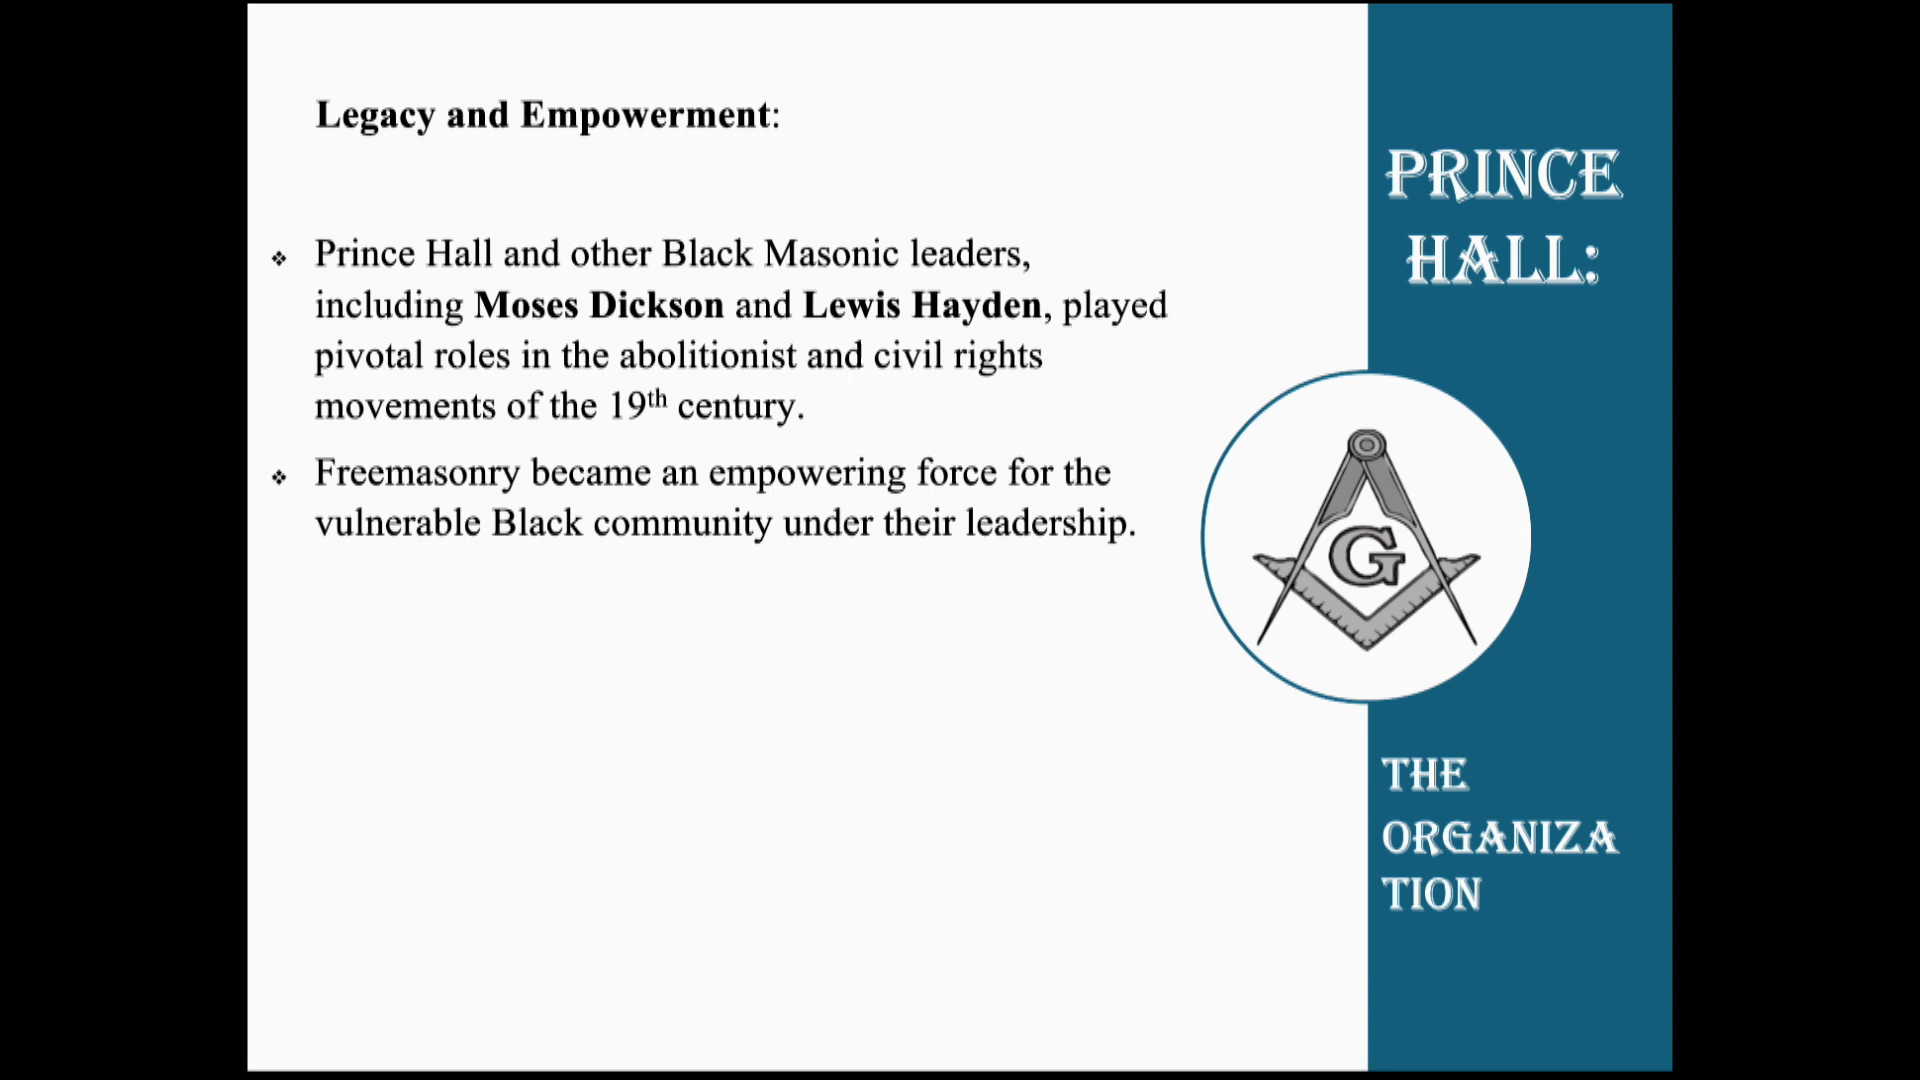 Legacy and Empowerment:
❖ Prince Hall and other Black Masonic leaders,
including Moses Dickson and Lewis Hayden, played
pivotal roles in the abolitionist and civil rights
movements of the 19th century.
❖ Freemasonry became an empowering force for the
vulnerable Black community under their leadership.
PRINCE
HALL:
G
THE
ORGANIZA
TION